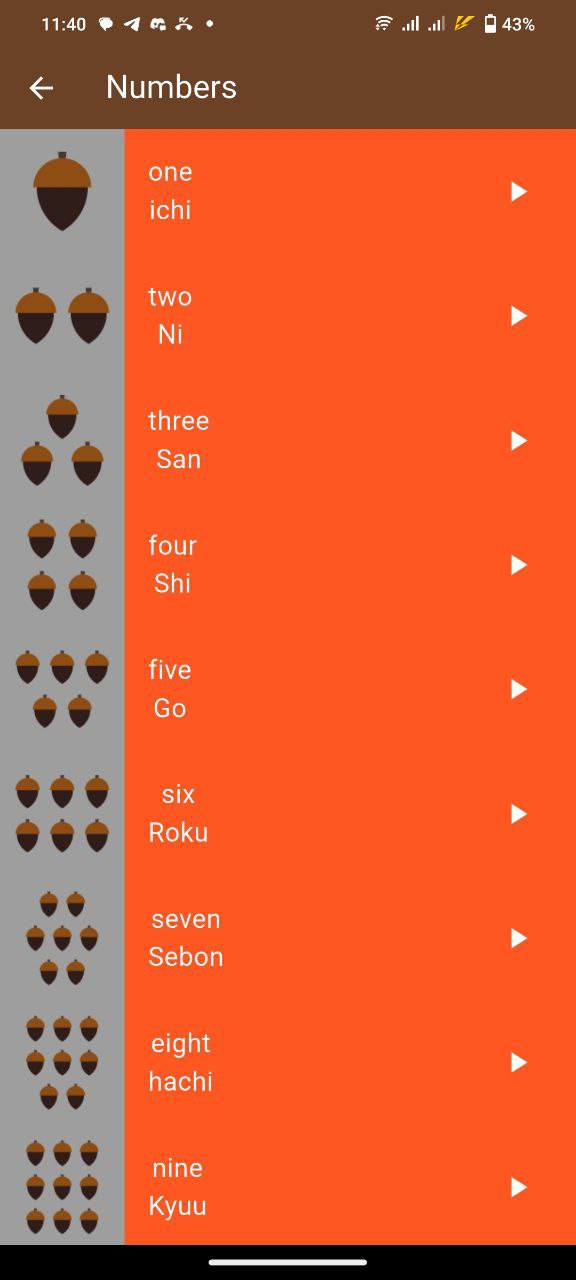 11:40 43%
Numbers
one
ichi
two
Ni
three
San
four
Shi
five
Go
six
Roku
seven
Sebon
eight
hachi
nine
Kyuu